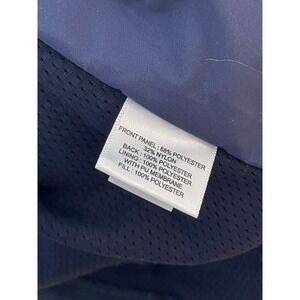 FRONT PANEL : 68% POLYESTER
32% NYLON
BACK : 100% POLYESTER
LINING : 100% POLYESTER
WITH PU MEMBRANE
FILL : 100% POLYESTER